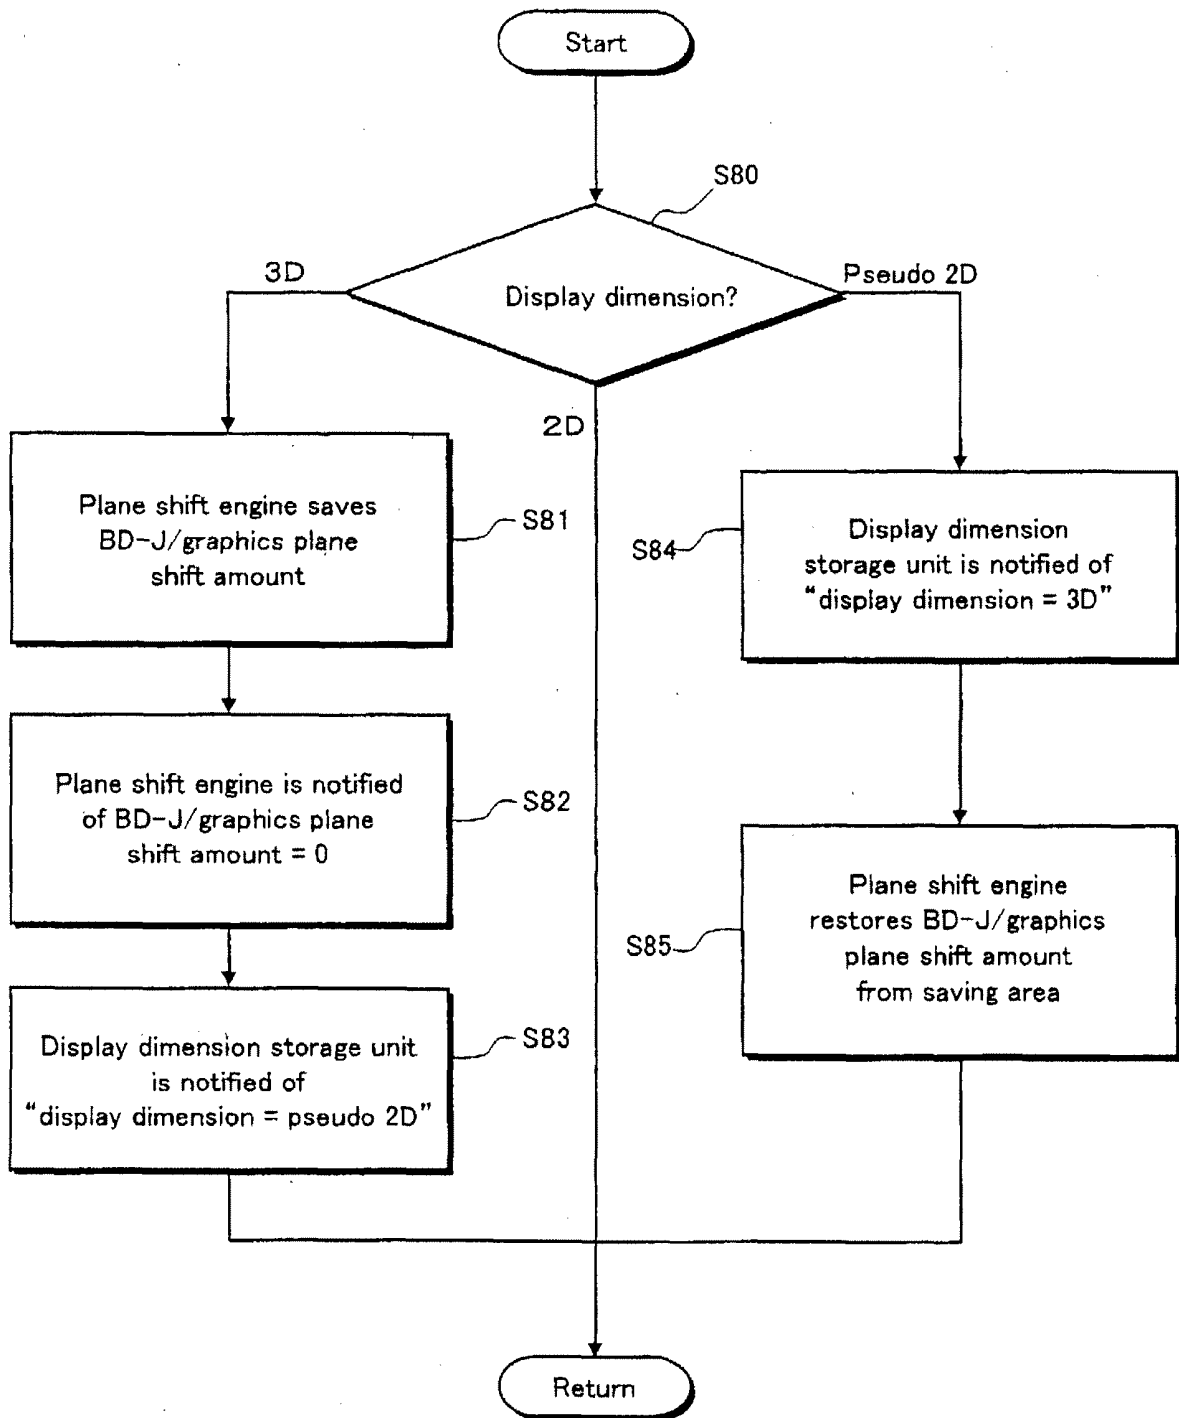 Start
S80
3D
Pseudo 2D
Display dimension?
2D
Plane shift engine saves
BD-J/graphics plane
shift amount
S81
S84
Display dimension
storage unit is notified of
“display dimension = 3D”
Plane shift engine is notified
of BD-J/graphics plane
shift amount = 0
S82
S85
Plane shift engine
restores BD-J/graphics
plane shift amount
from saving area
Display dimension storage unit
is notified of
“display dimension = pseudo 2D”
S83
Return